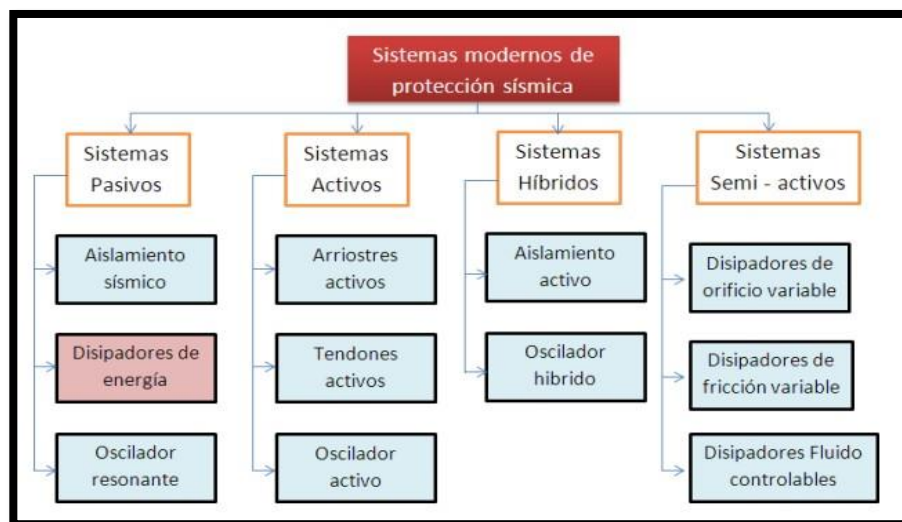 Sistemas modernos de
protección sísmica
Sistemas
Pasivos
Aislamiento
sísmico
Disipadores de
energía
Oscilador
resonante
Sistemas
Activos
Arriostres
activos
Tendones
activos
Oscilador
activo
Sistemas
Híbridos
Aislamiento
activo
Oscilador
hibrido
Sistemas
Semi - activos
Disipadores de
orificio variable
Disipadores de
fricción variable
Disipadores Fluido
controlables